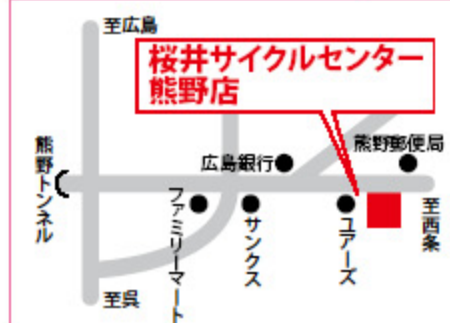 至広島
桜井サイクルセンター
熊野店
熊野トンネル
広島銀行
熊野郵便局
ファミリーマート
サンクス
ユアーズ
至西条
至呉